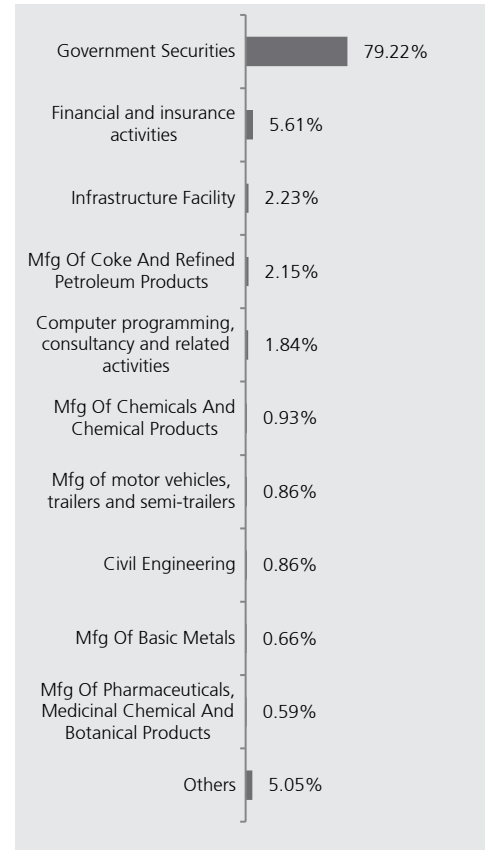 Government Securities 79.22%
Financial and insurance
activities
5.61%
Infrastructure Facility 2.23%
Mfg Of Coke And Refined
Petroleum Products
2.15%
Computer programming,
consultancy and related
activities
1.84%
Mfg Of Chemicals And
Chemical Products
0.93%
Mfg of motor vehicles,
trailers and semi-trailers
0.86%
Civil Engineering 0.86%
Mfg Of Basic Metals 0.66%
Mfg Of Pharmaceuticals,
Medicinal Chemical And
Botanical Products
0.59%
Others 5.05%